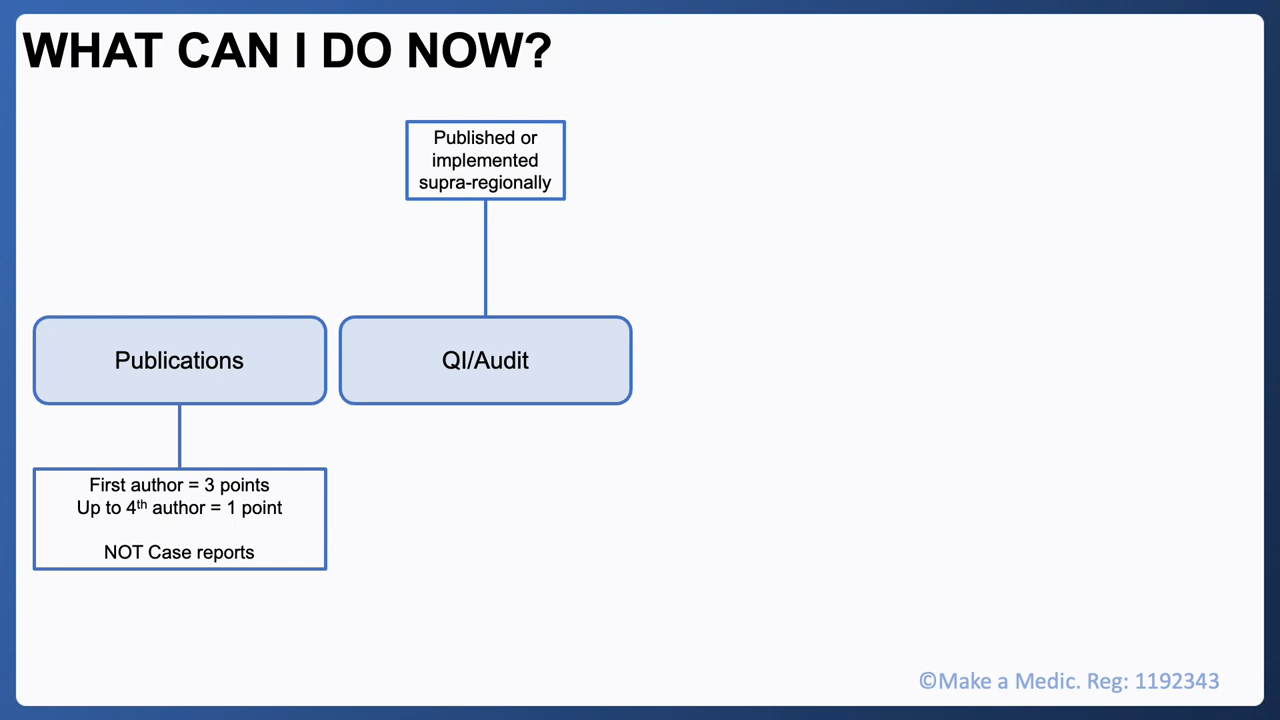 WHAT CAN I DO NOW?
Published or
implemented
supra-regionally
Publications
QI/Audit
First author = 3 points
Up to 4th author = 1 point
NOT Case reports
©Make a Medic. Reg: 1192343